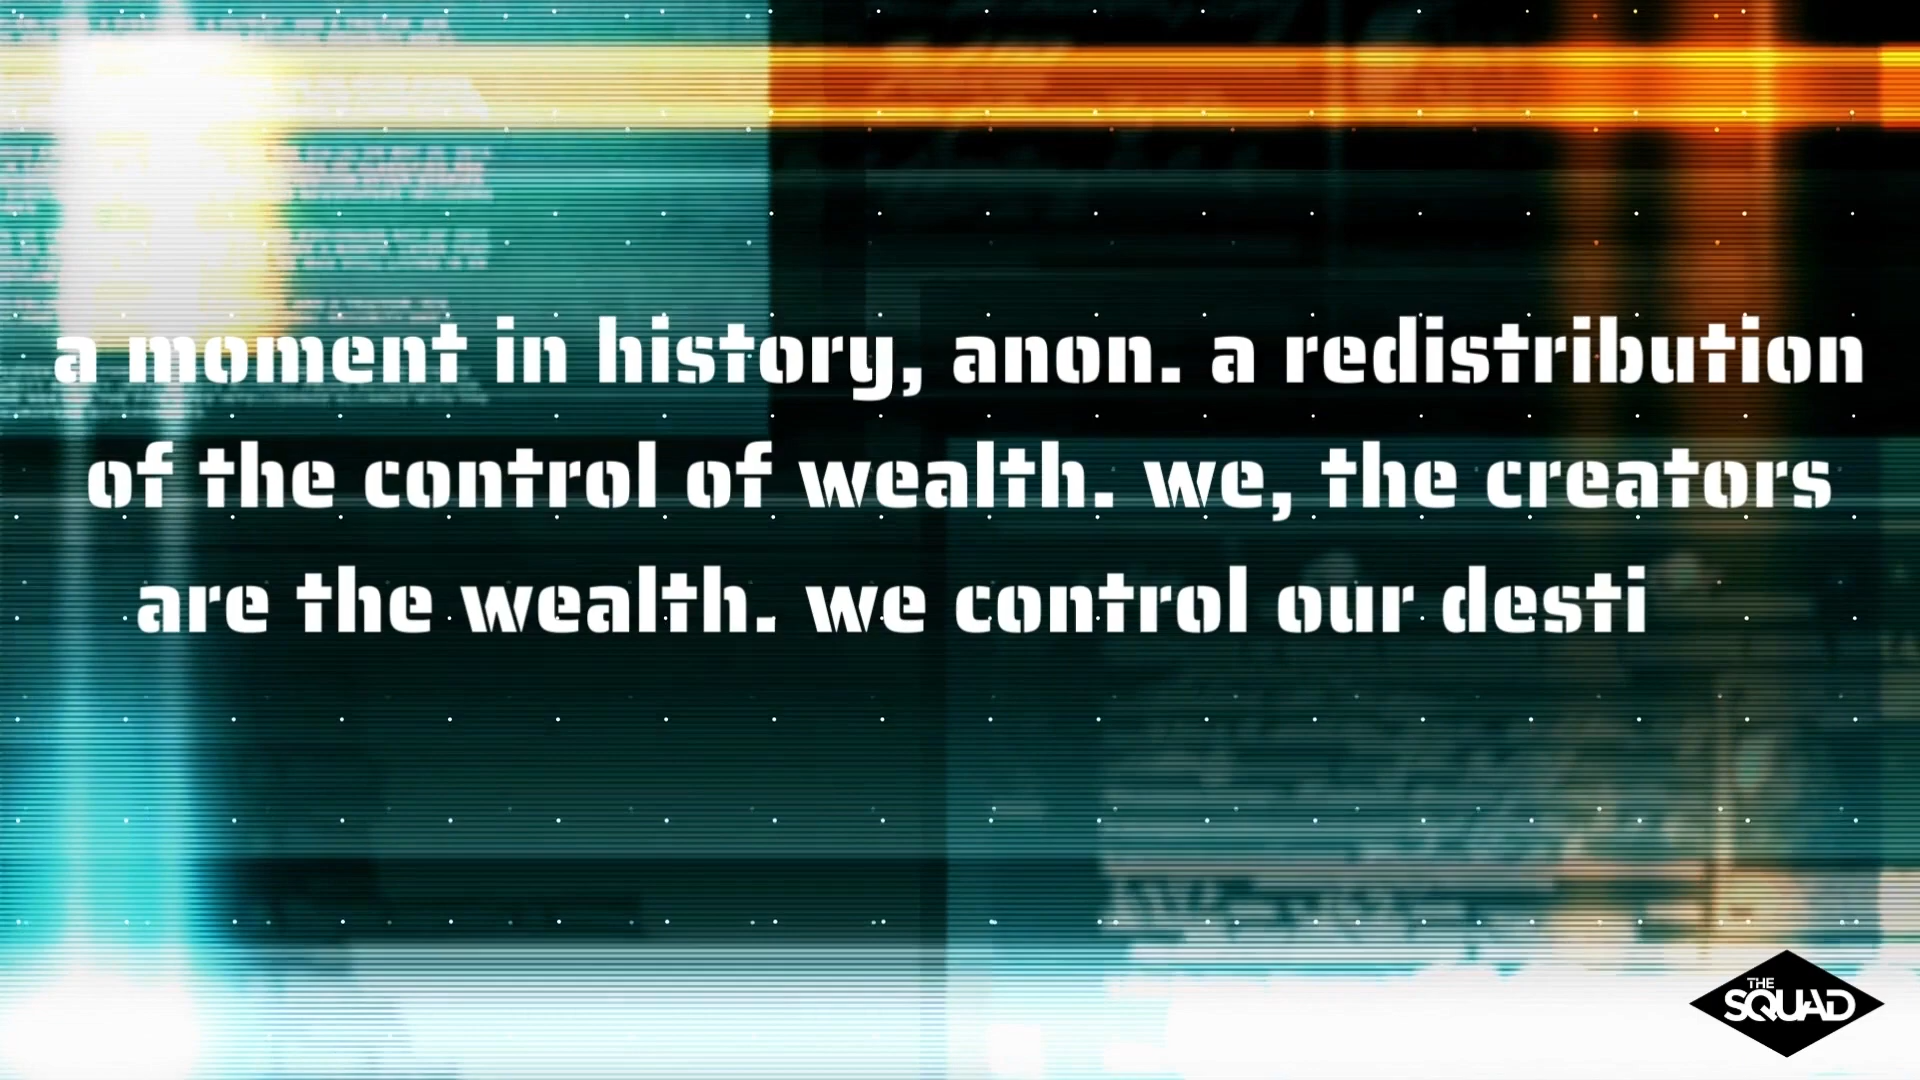 a moment in history, anon. a redistribution
of the control of wealth. we, the creators
are the wealth. we control our desti
THE
SQUAD